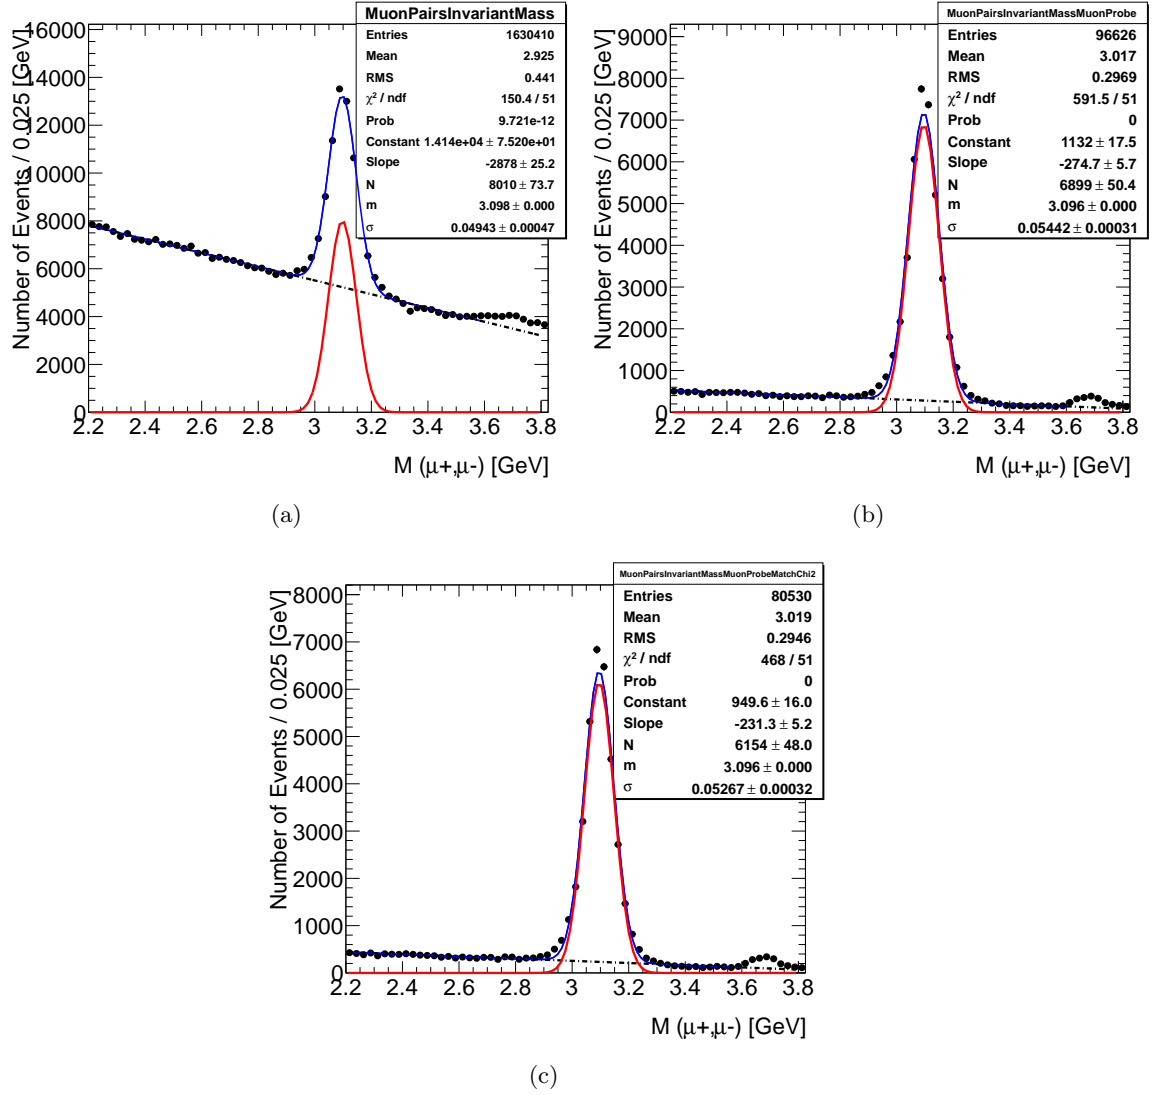 MuonPairsInvariantMass
Entries 1630410
Mean 2.925
RMS 0.441
χ² / ndf 150.4 / 51
Prob 9.721e-12
Constant 1.414e+04 ± 7.520e+01
Slope -2878 ± 25.2
N 8010 ± 73.7
m 3.098 ± 0.000
σ 0.04943 ± 0.00047
Number of Events / 0.025 [GeV]
16000
14000
12000
10000
8000
6000
4000
2000
0
2.2 2.4 2.6 2.8 3 3.2 3.4 3.6 3.8
M (μ+,μ-) [GeV]
(a)
MuonPairsInvariantMassMuonProbe
Entries 96626
Mean 3.017
RMS 0.2969
χ² / ndf 591.5 / 51
Prob 0
Constant 1132 ± 17.5
Slope -274.7 ± 5.7
N 6899 ± 50.4
m 3.096 ± 0.000
σ 0.05442 ± 0.00031
Number of Events / 0.025 [GeV]
9000
8000
7000
6000
5000
4000
3000
2000
1000
0
2.2 2.4 2.6 2.8 3 3.2 3.4 3.6 3.8
M (μ+,μ-) [GeV]
(b)
MuonPairsInvariantMassMuonProbeMatchChi2
Entries 80530
Mean 3.019
RMS 0.2946
χ² / ndf 468 / 51
Prob 0
Constant 949.6 ± 16.0
Slope -231.3 ± 5.2
N 6154 ± 48.0
m 3.096 ± 0.000
σ 0.05267 ± 0.00032
Number of Events / 0.025 [GeV]
8000
7000
6000
5000
4000
3000
2000
1000
0
2.2 2.4 2.6 2.8 3 3.2 3.4 3.6 3.8
M (μ+,μ-) [GeV]
(c)